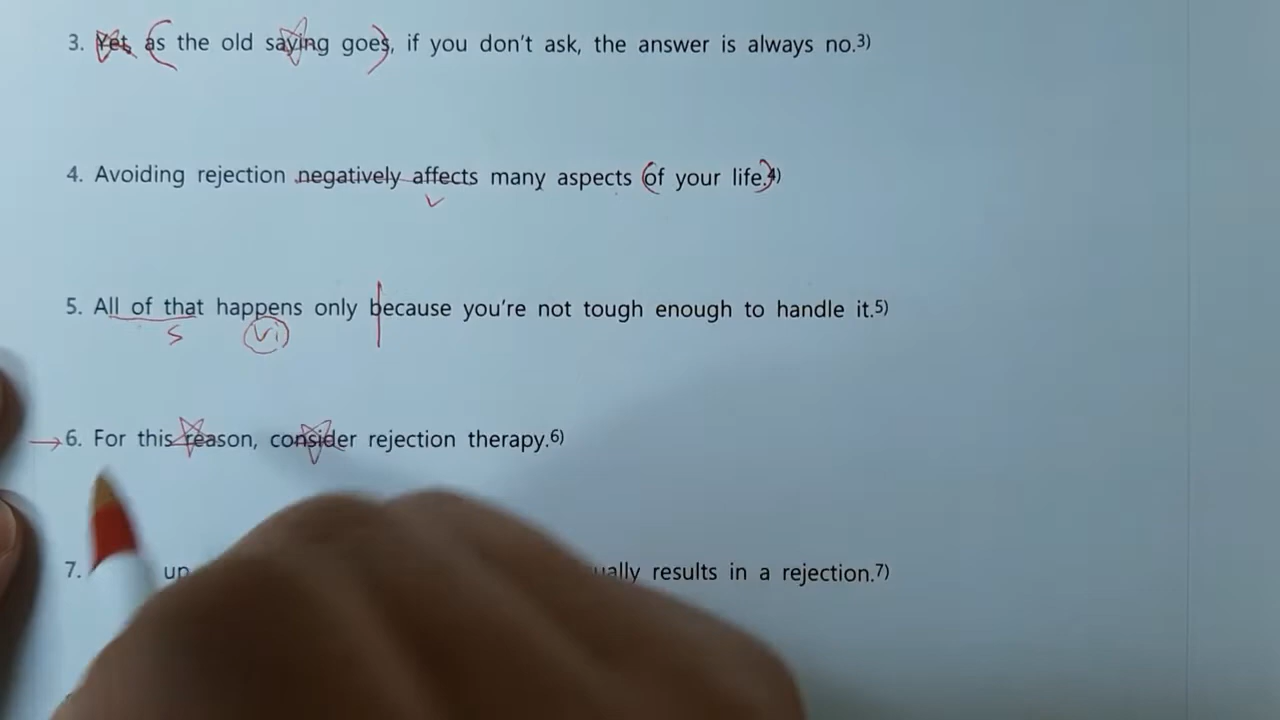 3. Yet as the old saying goes, if you don't ask, the answer is always no.3)
4. Avoiding rejection negatively affects many aspects of your life.4)
v
5. All of that happens only because you're not tough enough to handle it.5)
s vi
6. For this reason, consider rejection therapy.6)
7. up results in a rejection.7)